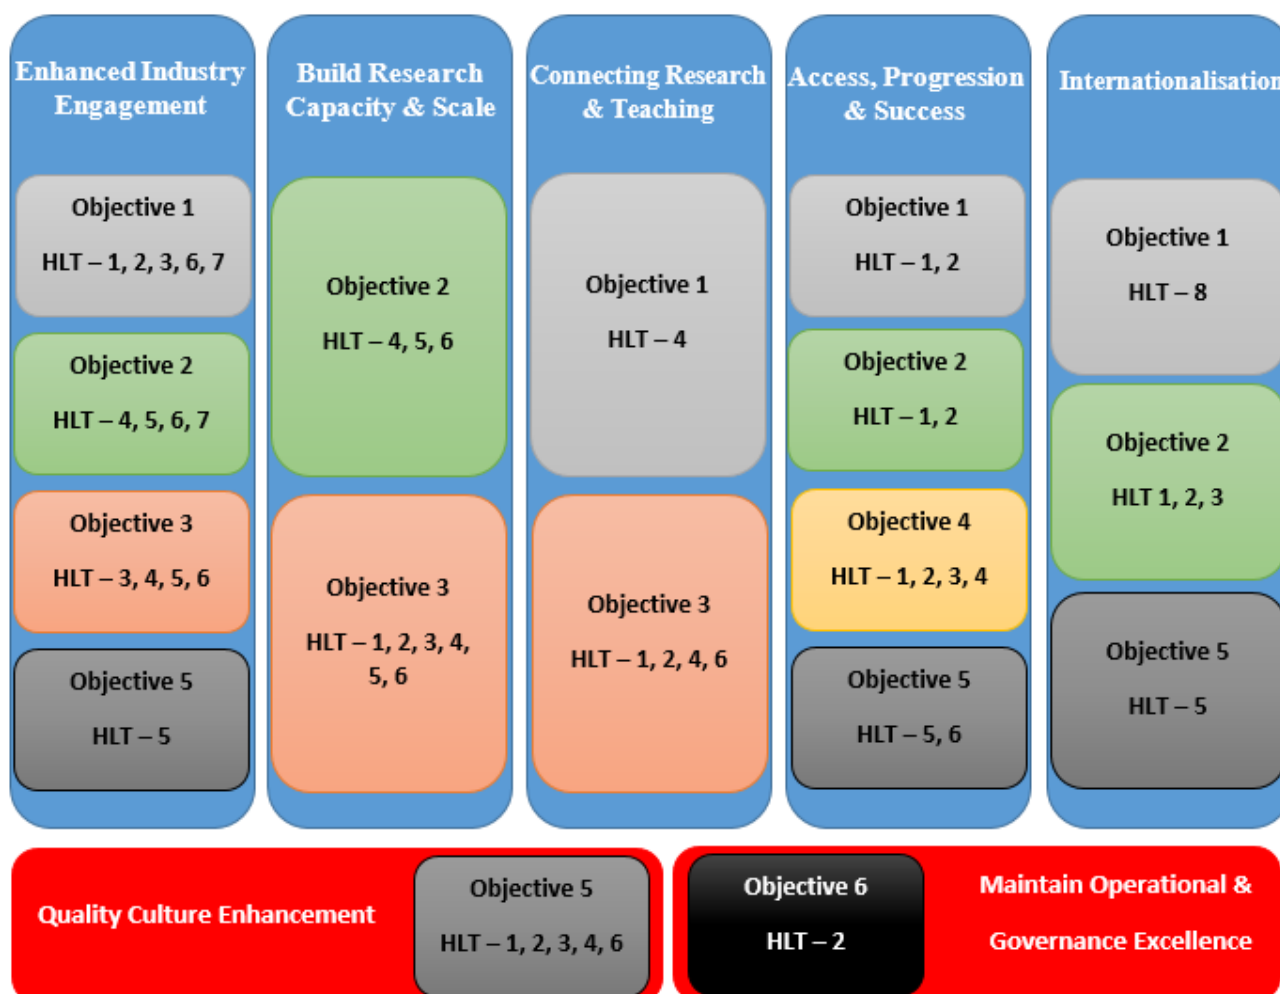 Enhanced Industry
Engagement
Objective 1
HLT – 1, 2, 3, 6, 7
Objective 2
HLT – 4, 5, 6, 7
Objective 3
HLT – 3, 4, 5, 6
Objective 5
HLT – 5
Build Research
Capacity & Scale
Objective 2
HLT – 4, 5, 6
Objective 3
HLT – 1, 2, 3, 4,
5, 6
Connecting Research
& Teaching
Objective 1
HLT – 4
Objective 3
HLT – 1, 2, 4, 6
Access, Progression
& Success
Objective 1
HLT – 1, 2
Objective 2
HLT – 1, 2
Objective 4
HLT – 1, 2, 3, 4
Objective 5
HLT – 5, 6
Internationalisation
Objective 1
HLT – 8
Objective 2
HLT 1, 2, 3
Objective 5
HLT – 5
Quality Culture Enhancement
Objective 5
HLT – 1, 2, 3, 4, 6
Objective 6
HLT – 2
Maintain Operational &
Governance Excellence